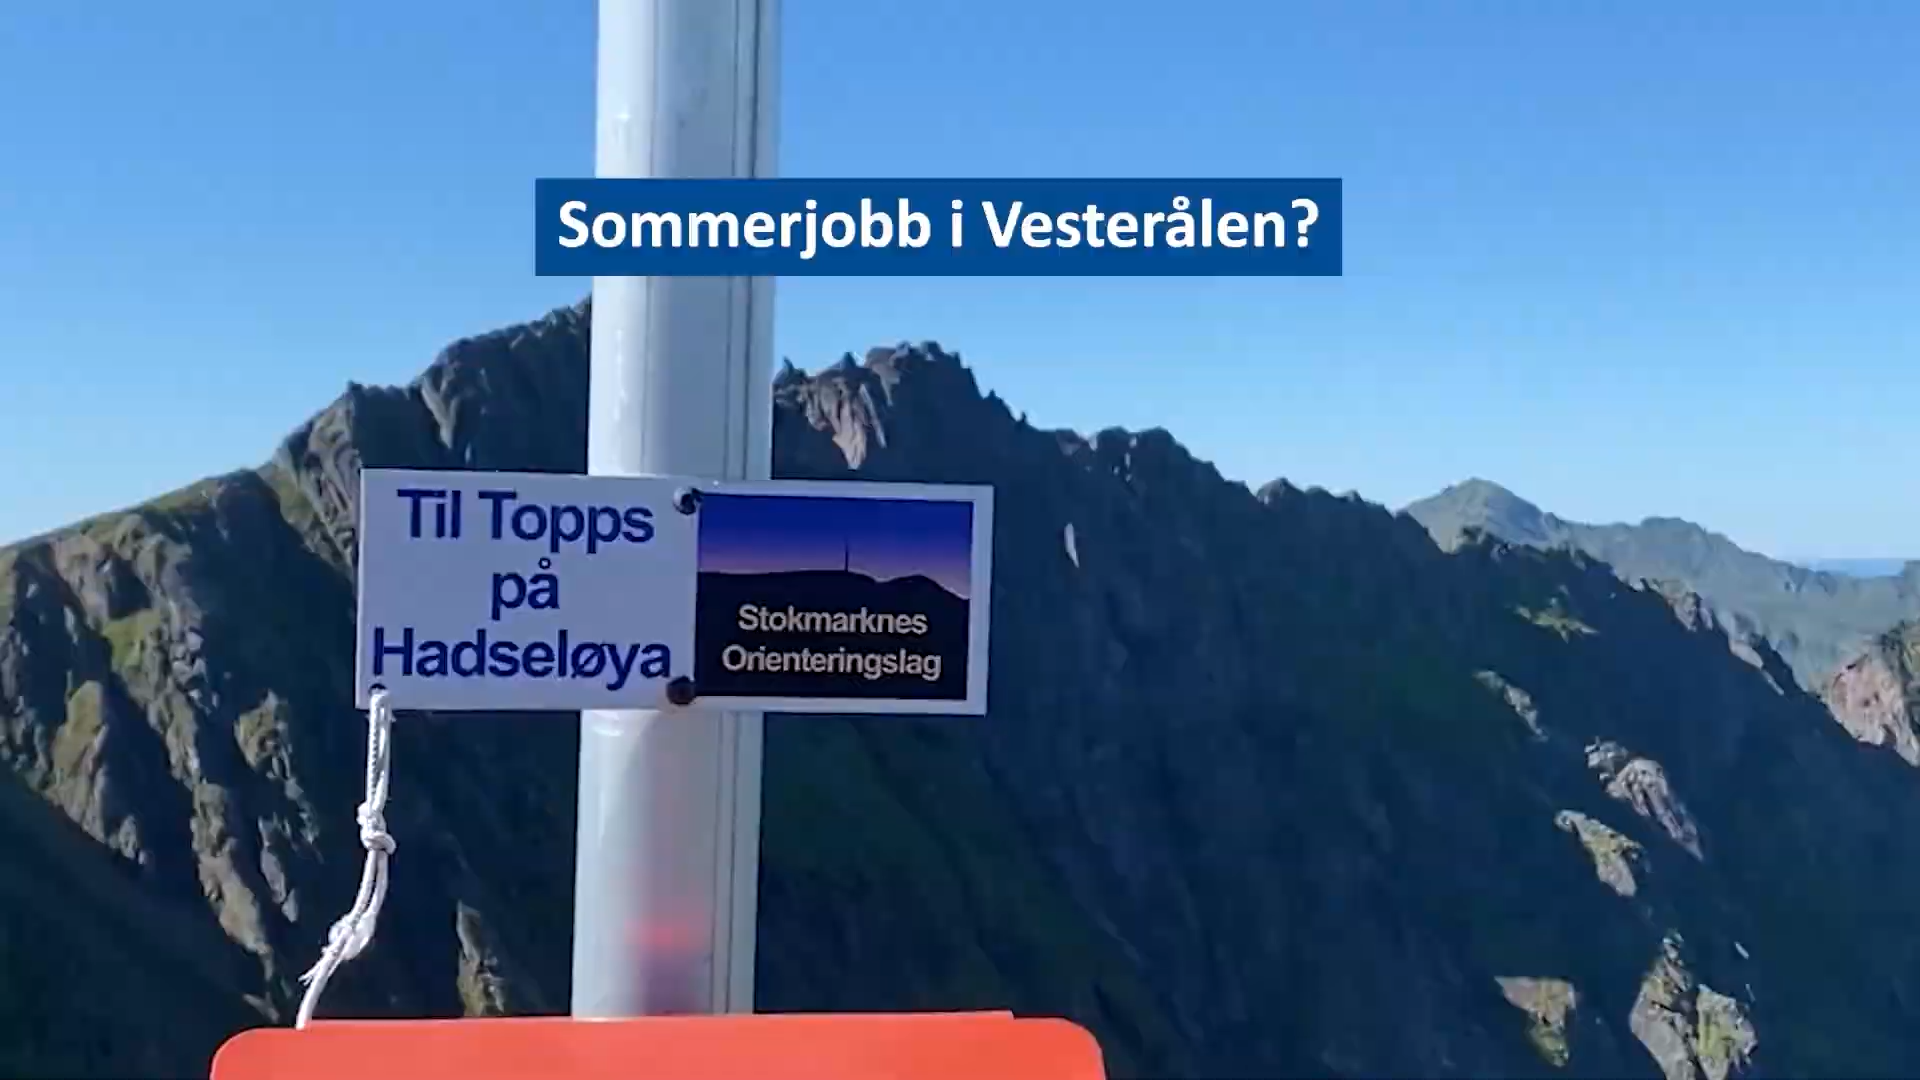 Sommerjobb i Vesterålen?
Til Topps
på
Hadseløya
Stokmarknes
Orienteringslag